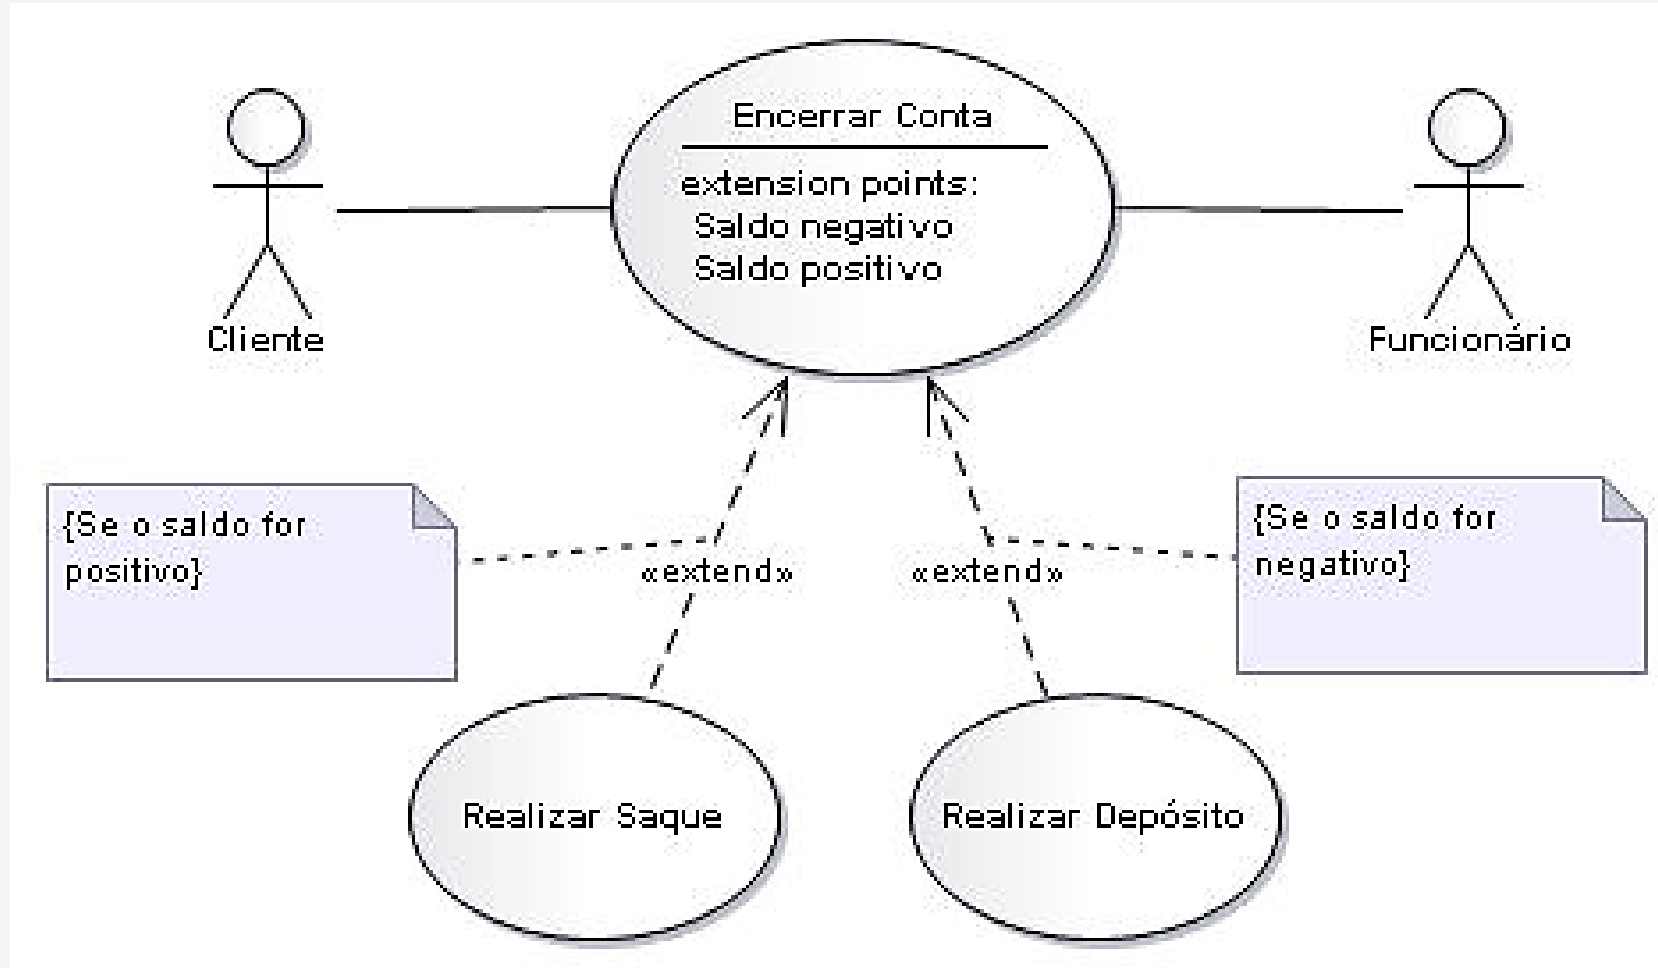 Encerrar Conta
extension points:
Saldo negativo
Saldo positivo
Cliente
Funcionário
{Se o saldo for
positivo}
«extend»
«extend»
{Se o saldo for
negativo}
Realizar Saque
Realizar Depósito